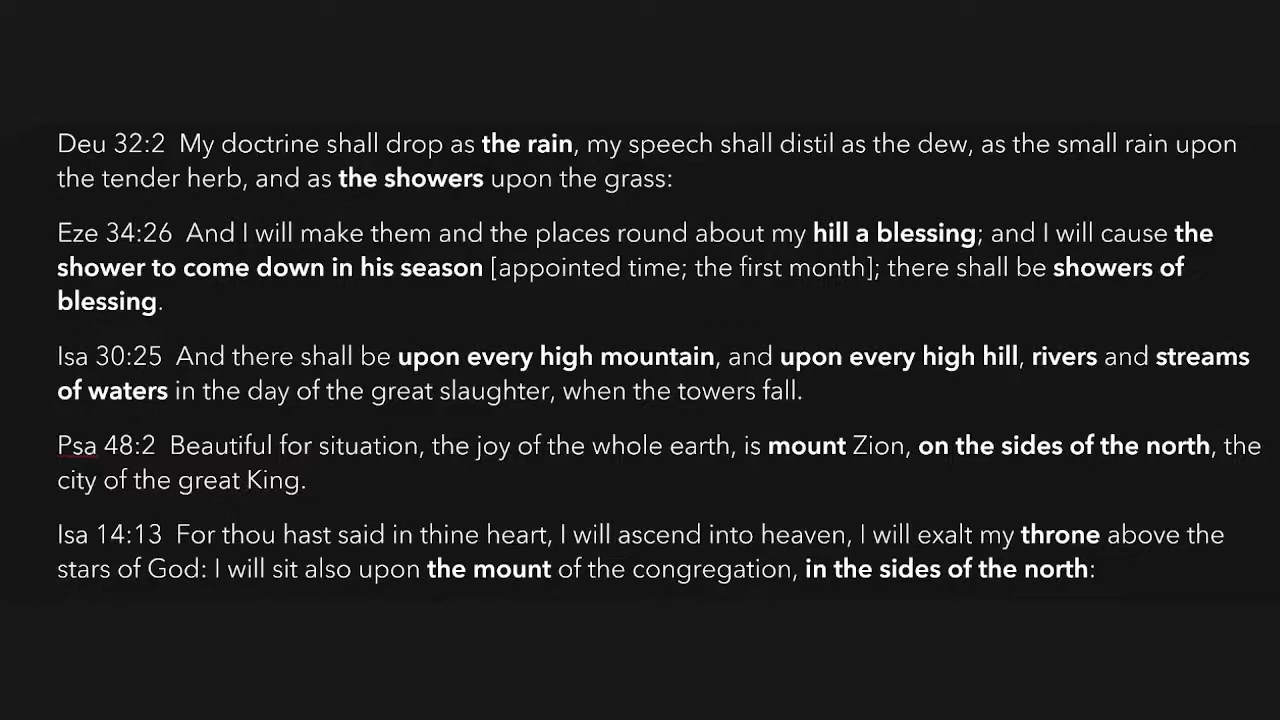 Deu 32:2  My doctrine shall drop as the rain, my speech shall distil as the dew, as the small rain upon
the tender herb, and as the showers upon the grass:
Eze 34:26  And I will make them and the places round about my hill a blessing; and I will cause the
shower to come down in his season [appointed time; the first month]; there shall be showers of
blessing.
Isa 30:25  And there shall be upon every high mountain, and upon every high hill, rivers and streams
of waters in the day of the great slaughter, when the towers fall.
Psa 48:2  Beautiful for situation, the joy of the whole earth, is mount Zion, on the sides of the north, the
city of the great King.
Isa 14:13  For thou hast said in thine heart, I will ascend into heaven, I will exalt my throne above the
stars of God: I will sit also upon the mount of the congregation, in the sides of the north: